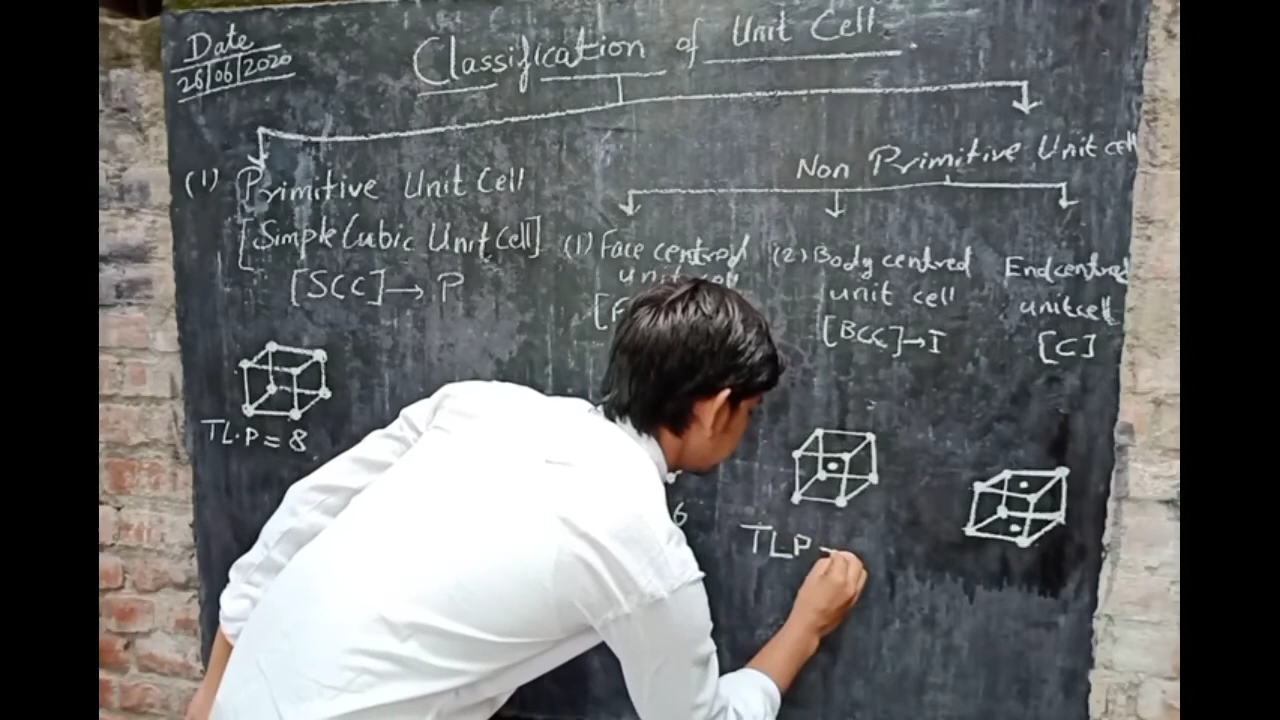 Date
26/06/2020
Classification of Unit Cell
(1) Primitive Unit Cell
[Simple Cubic Unit Cell]
[SCC]→ P
TL.P = 8
Non Primitive Unit cell
(1) Face centred
unit cell
[F
6
(2) Body centred
unit cell
[BCC]→I
TLP
End centred
unitcell
[C]